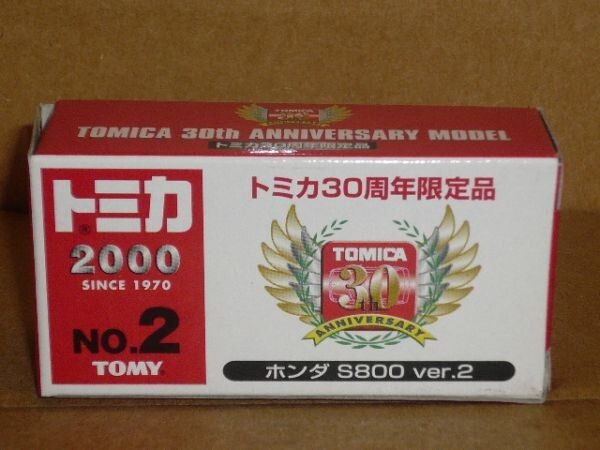 TOMICA 30th ANNIVERSARY MODEL
トミカ30周年限定品
トミカ
®
2000
SINCE 1970
NO.2
TOMY
トミカ30周年限定品
TOMICA
30th
ANNIVERSARY
ホンダ S800 ver.2